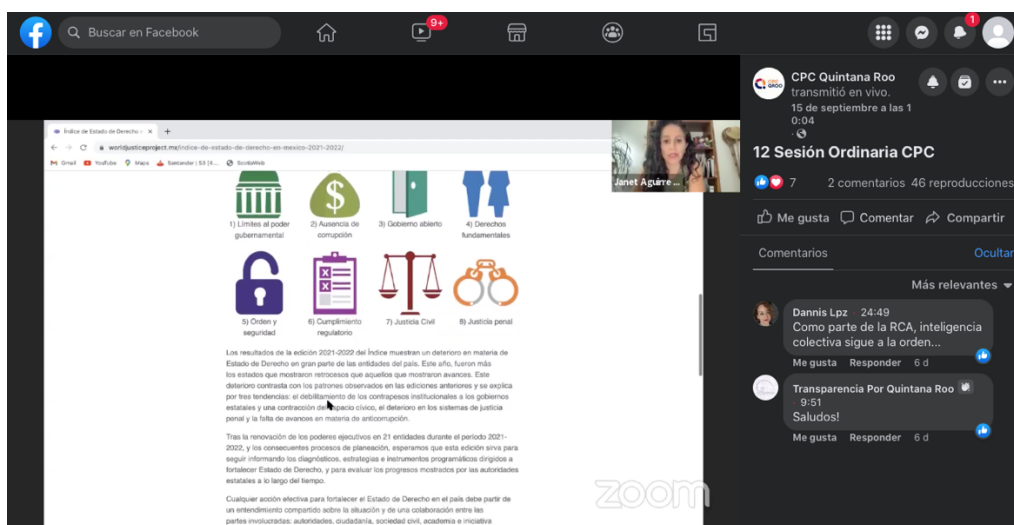 Buscar en Facebook
9+
1
Índice de Estado de Derecho
worldjusticeproject.mx/indice-de-estado-de-derecho-en-mexico-2021-2022/
Gmail YouTube Maps Santander
Janet Aguirre ...
1) Límites al poder gubernamental
2) Ausencia de corrupción
3) Gobierno abierto
4) Derechos fundamentales
5) Orden y seguridad
6) Cumplimiento regulatorio
7) Justicia Civil
8) Justicia penal
Los resultados de la edición 2021-2022 del Índice muestran un deterioro en materia de
Estado de Derecho en gran parte de las entidades del país. Este año, fueron más
los estados que mostraron retrocesos que aquellos que mostraron avances. Este
deterioro contrasta con los patrones observados en las ediciones anteriores y se explica
por tres tendencias: el debilitamiento de los contrapesos institucionales a los gobiernos
estatales y una contracción del espacio cívico, el deterioro en los sistemas de justicia
penal y la falta de avances en materia de anticorrupción.
Tras la renovación de los poderes ejecutivos en 21 entidades durante el periodo 2021-
2022, y los consecuentes procesos de planeación, esperamos que esta edición sirva para
seguir informando los diagnósticos, estrategias e instrumentos programáticos dirigidos a
fortalecer Estado de Derecho, y para evaluar los progresos mostrados por las autoridades
estatales a lo largo del tiempo.
Cualquier acción efectiva para fortalecer el Estado de Derecho en el país debe partir de
un entendimiento compartido sobre la situación y de una colaboración entre las
partes involucradas: autoridades, ciudadanía, sociedad civil, academia e iniciativa
zoom
CPC Quintana Roo
transmitió en vivo.
15 de septiembre a las 1
0:04
12 Sesión Ordinaria CPC
7 2 comentarios 46 reproducciones
Me gusta Comentar Compartir
Comentarios Ocultar
Más relevantes
Dannis Lpz · 24:49
Como parte de la RCA, inteligencia
colectiva sigue a la orden...
Me gusta Responder 6 d
Transparencia Por Quintana Roo
· 9:51
Saludos!
Me gusta Responder 6 d